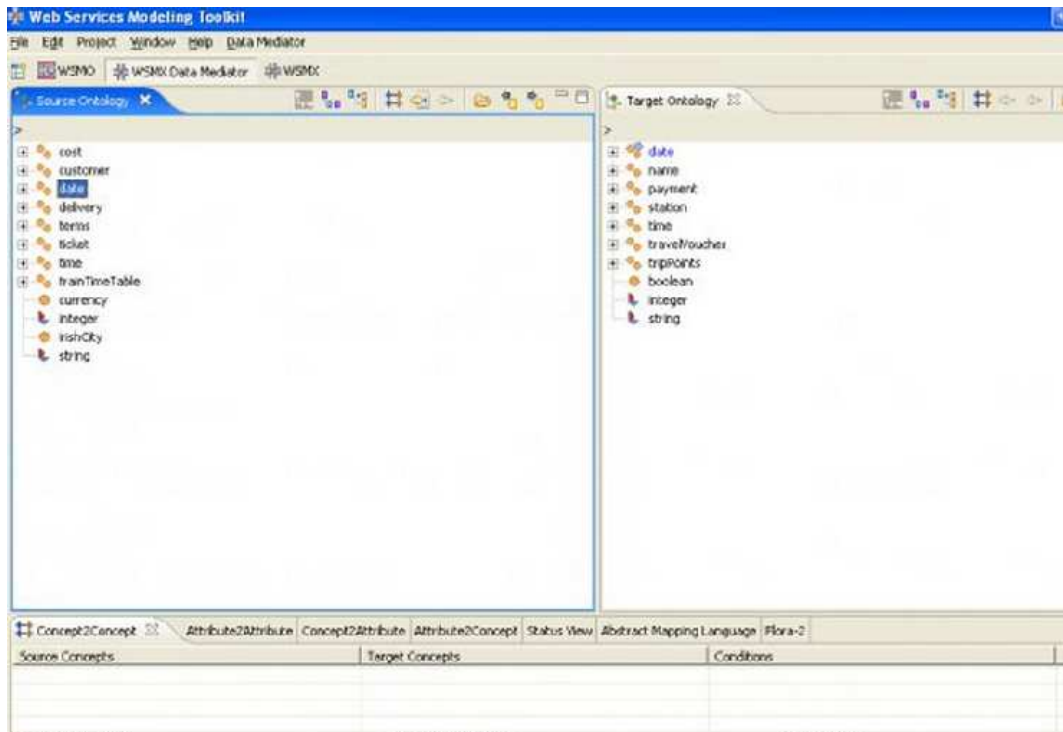 Web Services Modeling Toolkit
File Edit Project Window Help Data Mediator
WSMO WSMX Data Mediator WSMX
Source Ontology
>
cost
customer
date
delivery
terms
ticket
time
trainTimeTable
currency
integer
irishCity
string
Target Ontology
>
date
name
payment
station
time
travelVoucher
tripPoints
boolean
integer
string
Concept2Concept Attribute2Attribute Concept2Attribute Attribute2Concept Status View Abstract Mapping Language Flora-2
Source Concepts Target Concepts Conditions